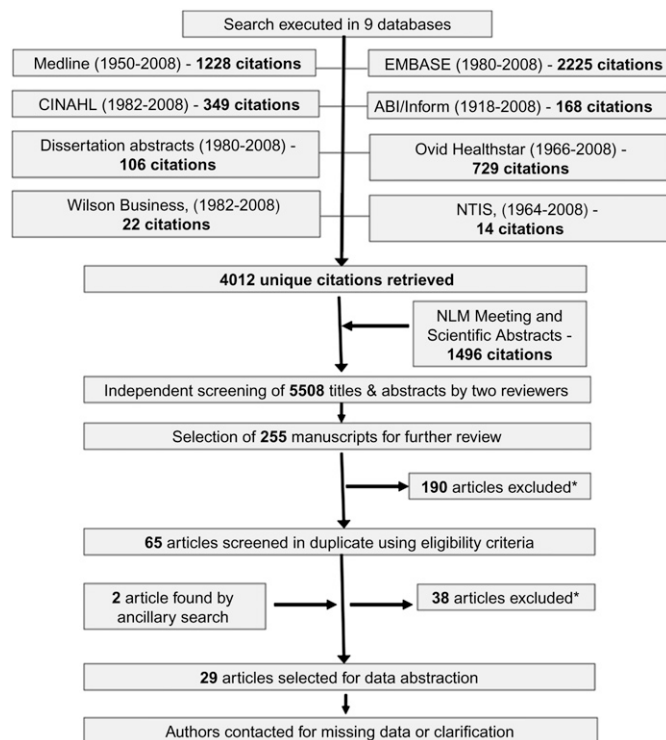 Search executed in 9 databases
Medline (1950-2008) - 1228 citations
EMBASE (1980-2008) - 2225 citations
CINAHL (1982-2008) - 349 citations
ABI/Inform (1918-2008) - 168 citations
Dissertation abstracts (1980-2008) -
106 citations
Ovid Healthstar (1966-2008) -
729 citations
Wilson Business, (1982-2008)
22 citations
NTIS, (1964-2008) -
14 citations
4012 unique citations retrieved
NLM Meeting and
Scientific Abstracts -
1496 citations
Independent screening of 5508 titles & abstracts by two reviewers
Selection of 255 manuscripts for further review
190 articles excluded*
65 articles screened in duplicate using eligibility criteria
2 article found by
ancillary search
38 articles excluded*
29 articles selected for data abstraction
Authors contacted for missing data or clarification